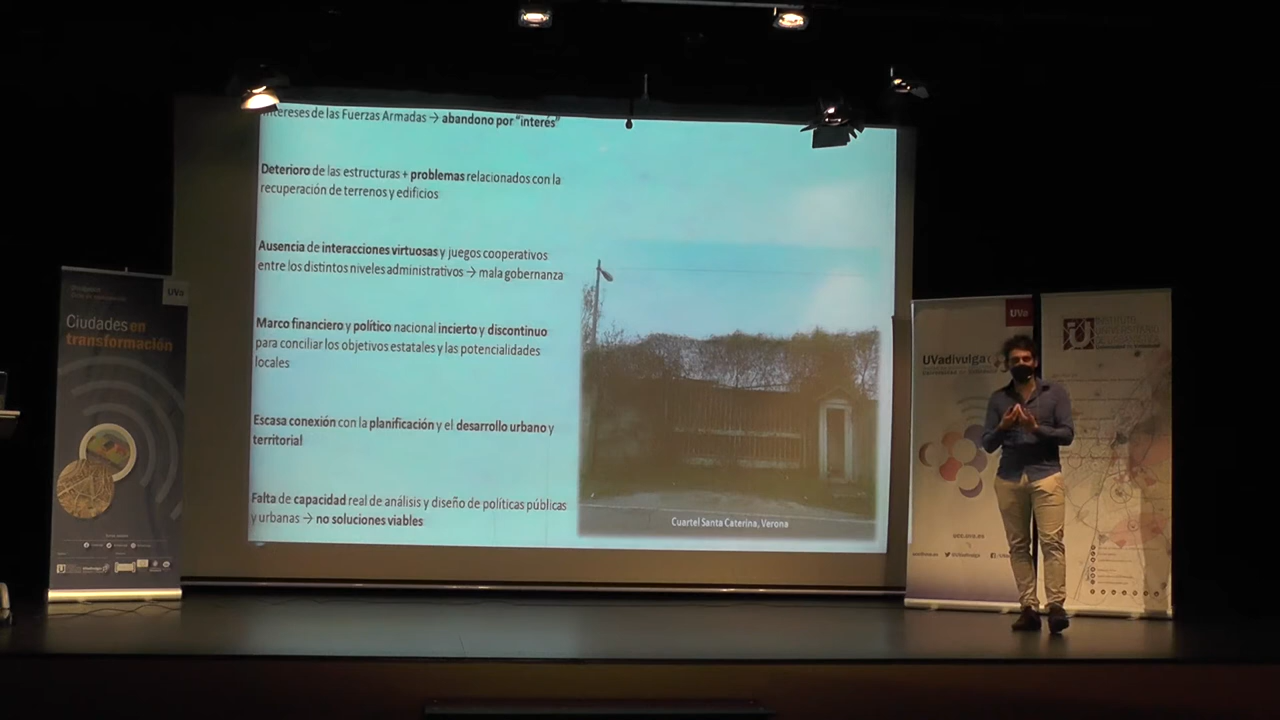 Intereses de las Fuerzas Armadas → abandono por "interés"
Deterioro de las estructuras + problemas relacionados con la
recuperación de terrenos y edificios
Ausencia de interacciones virtuosas y juegos cooperativos
entre los distintos niveles administrativos → mala gobernanza
Marco financiero y político nacional incierto y discontinuo
para conciliar los objetivos estatales y las potencialidades
locales
Escasa conexión con la planificación y el desarrollo urbano y
territorial
Falta de capacidad real de análisis y diseño de políticas públicas
y urbanas → no soluciones viables
Cuartel Santa Caterina, Verona
UVa
Ciudades en
transformación
UVa
UVadivulga